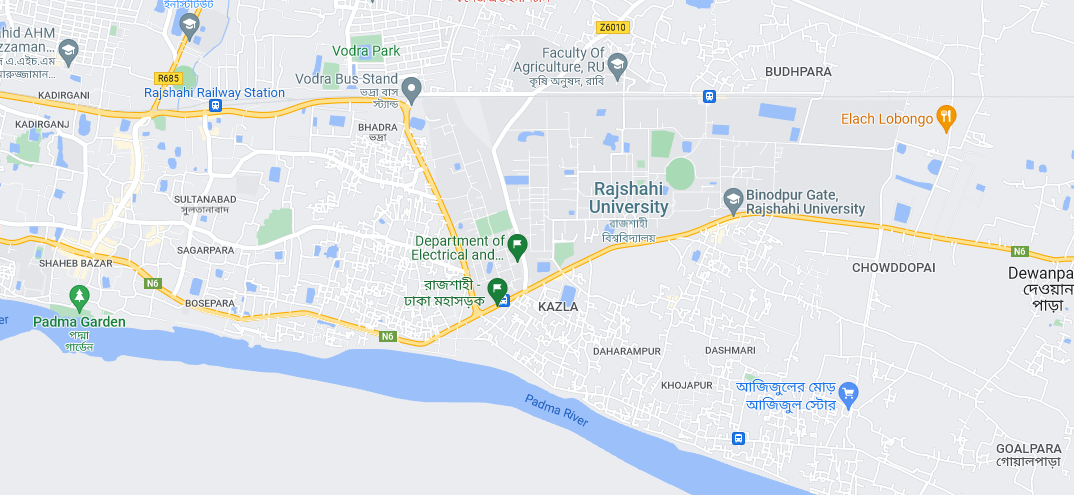 ইনস্টিটিউট
Z6010
hid AHM
zzaman...
Vodra Park
Faculty Of
Agriculture, RU
কৃষি অনুষদ, রাবি
BUDHPARA
R685
Vodra Bus Stand
ভদ্রা বাস
স্ট্যান্ড
Rajshahi Railway Station
KADIRGANI
KADIRGANJ
BHADRA
ভদ্রা
Elach Lobongo
Rajshahi
University
রাজশাহী
বিশ্ববিদ্যালয়
Binodpur Gate,
Rajshahi University
SULTANABAD
সুলতানাবাদ
Department of
Electrical and...
SAGARPARA
N6
SHAHEB BAZAR
CHOWDDOPAI
Dewanpa
দেওয়ান
পাড়া
N6
রাজশাহী -
ঢাকা মহাসড়ক
BOSEPARA
KAZLA
er
Padma Garden
পদ্মা
গার্ডেন
N6
DAHARAMPUR
DASHMARI
KHOJAPUR
আজিজুলের মোড়
আজিজুল স্টোর
Padma River
GOALPARA
গোয়ালপাড়া